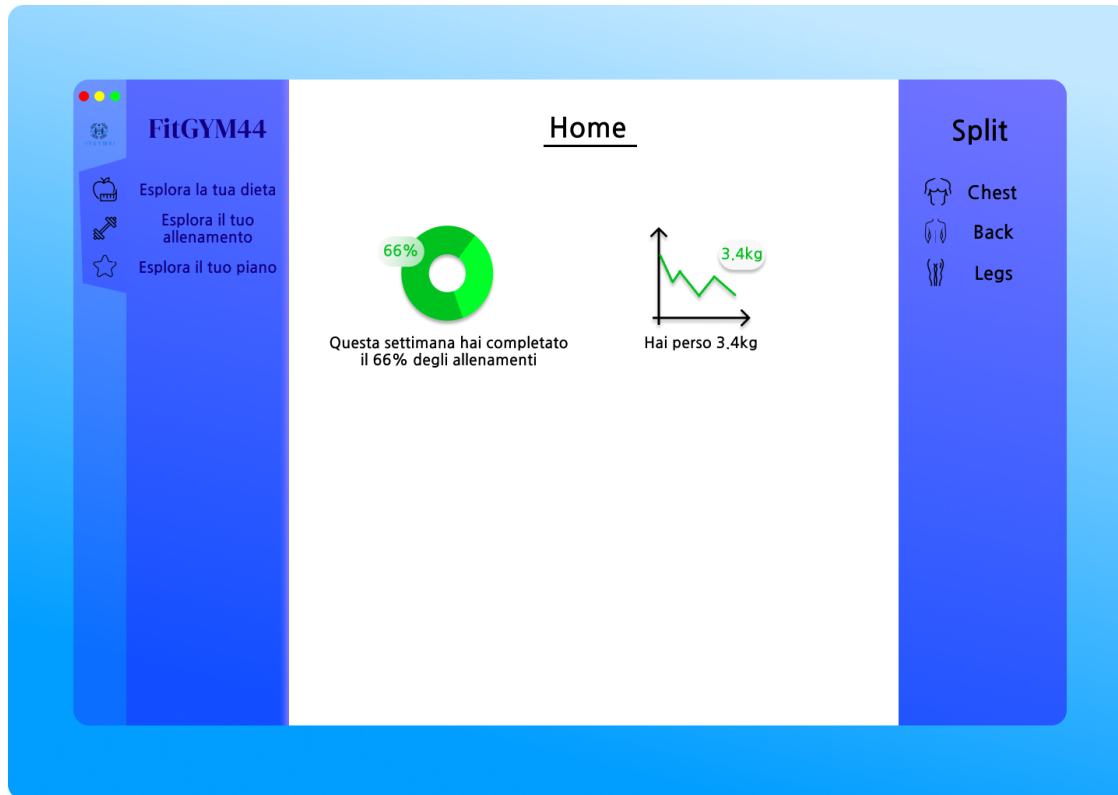 FitGYM44
Esplora la tua dieta
Esplora il tuo
allenamento
Esplora il tuo piano
Home
66%
Questa settimana hai completato
il 66% degli allenamenti
3.4kg
Hai perso 3.4kg
Split
Chest
Back
Legs